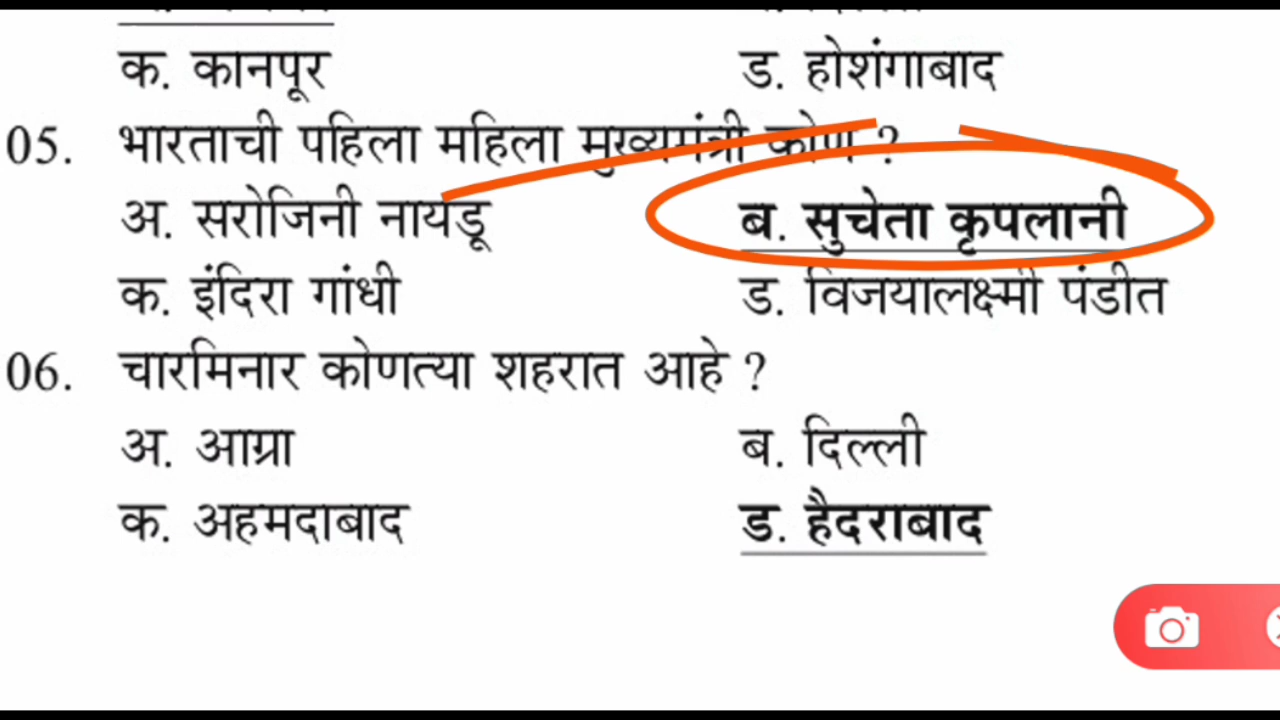 क. कानपूर ड. होशंगाबाद
05. भारताची पहिला महिला मुख्यमंत्री कोण ?
अ. सरोजिनी नायडू ब. सुचेता कृपलानी
क. इंदिरा गांधी ड. विजयालक्ष्मी पंडीत
06. चारमिनार कोणत्या शहरात आहे ?
अ. आग्रा ब. दिल्ली
क. अहमदाबाद ड. हैदराबाद